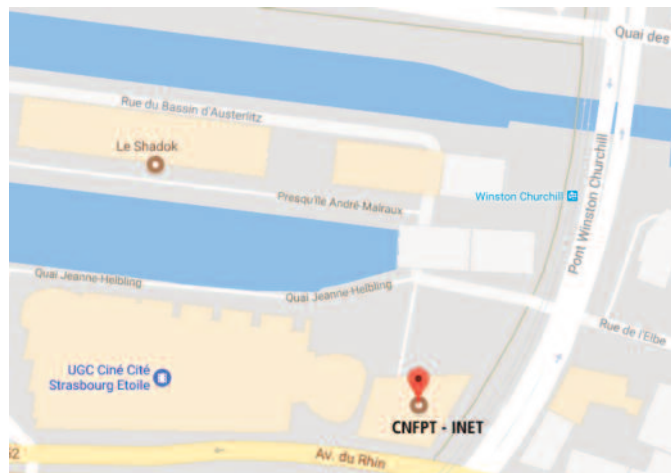 Quai des
Rue du Bassin d'Austerlitz
Le Shadok
Presqu'île André-Malraux
Winston Churchill
Pont Winston Churchill
Quai Jeanne-Helbling
Quai Jeanne Helbling
Rue de l'Elbe
UGC Ciné Cité
Strasbourg Etoile
CNFPT - INET
52
Av. du Rhin